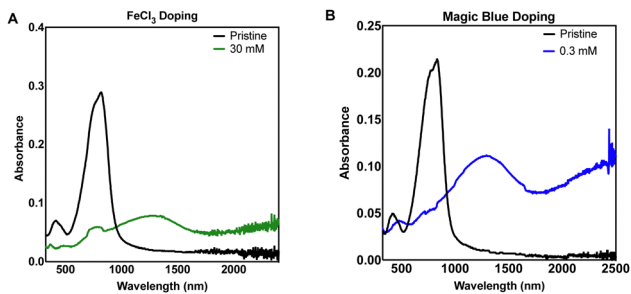 A
FeCl3 Doping
Pristine
30 mM
0.4
0.3
0.2
0.1
0.0
Absorbance
500
1000
1500
2000
Wavelength (nm)
B
Magic Blue Doping
Pristine
0.3 mM
0.25
0.20
0.15
0.10
0.05
0.00
Absorbance
500
1000
1500
2000
2500
Wavelength (nm)